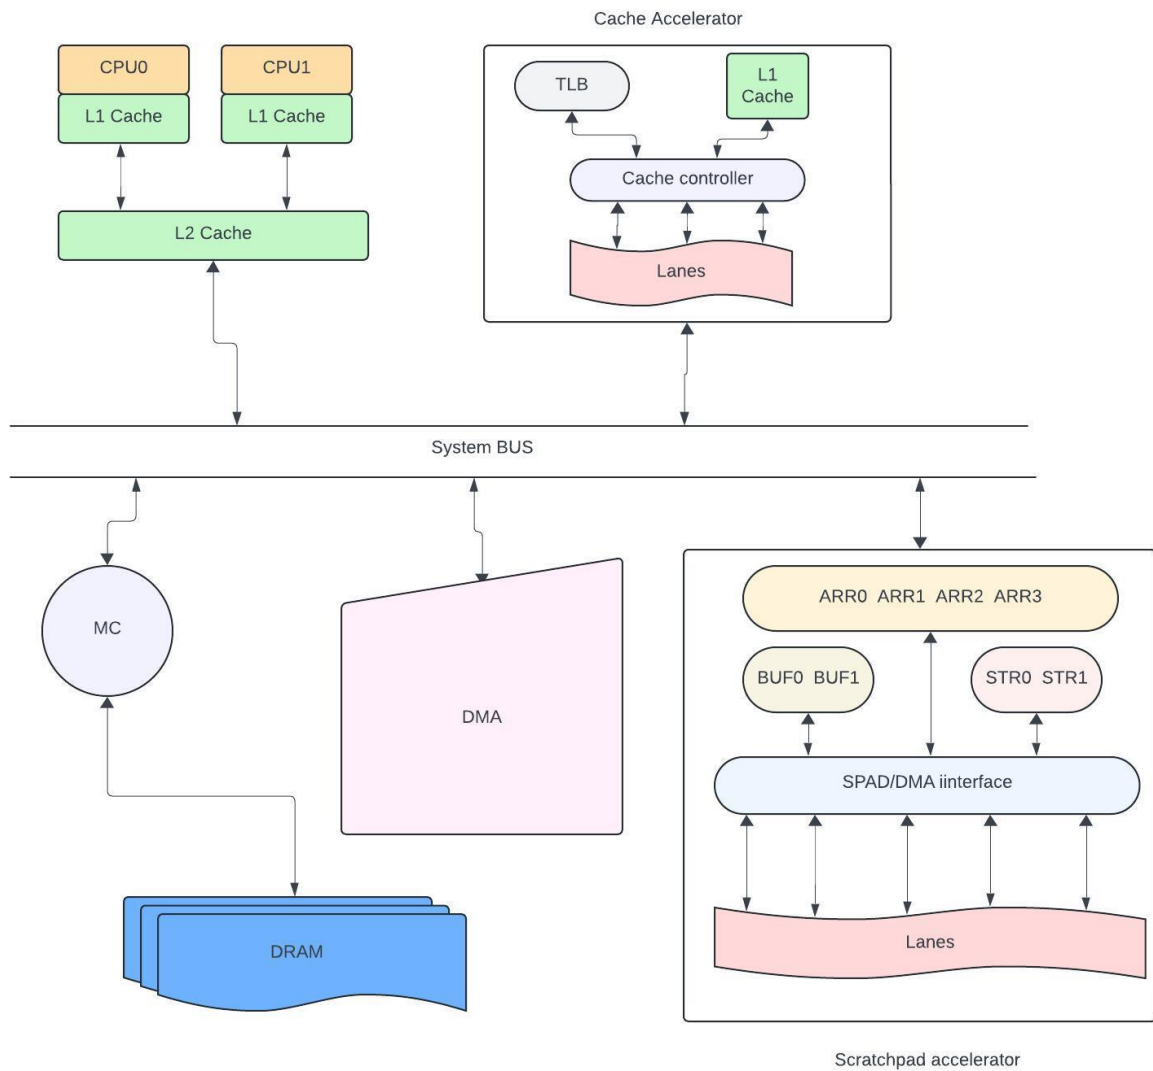 Cache Accelerator
CPU0
CPU1
L1 Cache
L1 Cache
L2 Cache
TLB
L1
Cache
Cache controller
Lanes
System BUS
MC
DMA
DRAM
ARR0 ARR1 ARR2 ARR3
BUF0 BUF1
STR0 STR1
SPAD/DMA iinterface
Lanes
Scratchpad accelerator